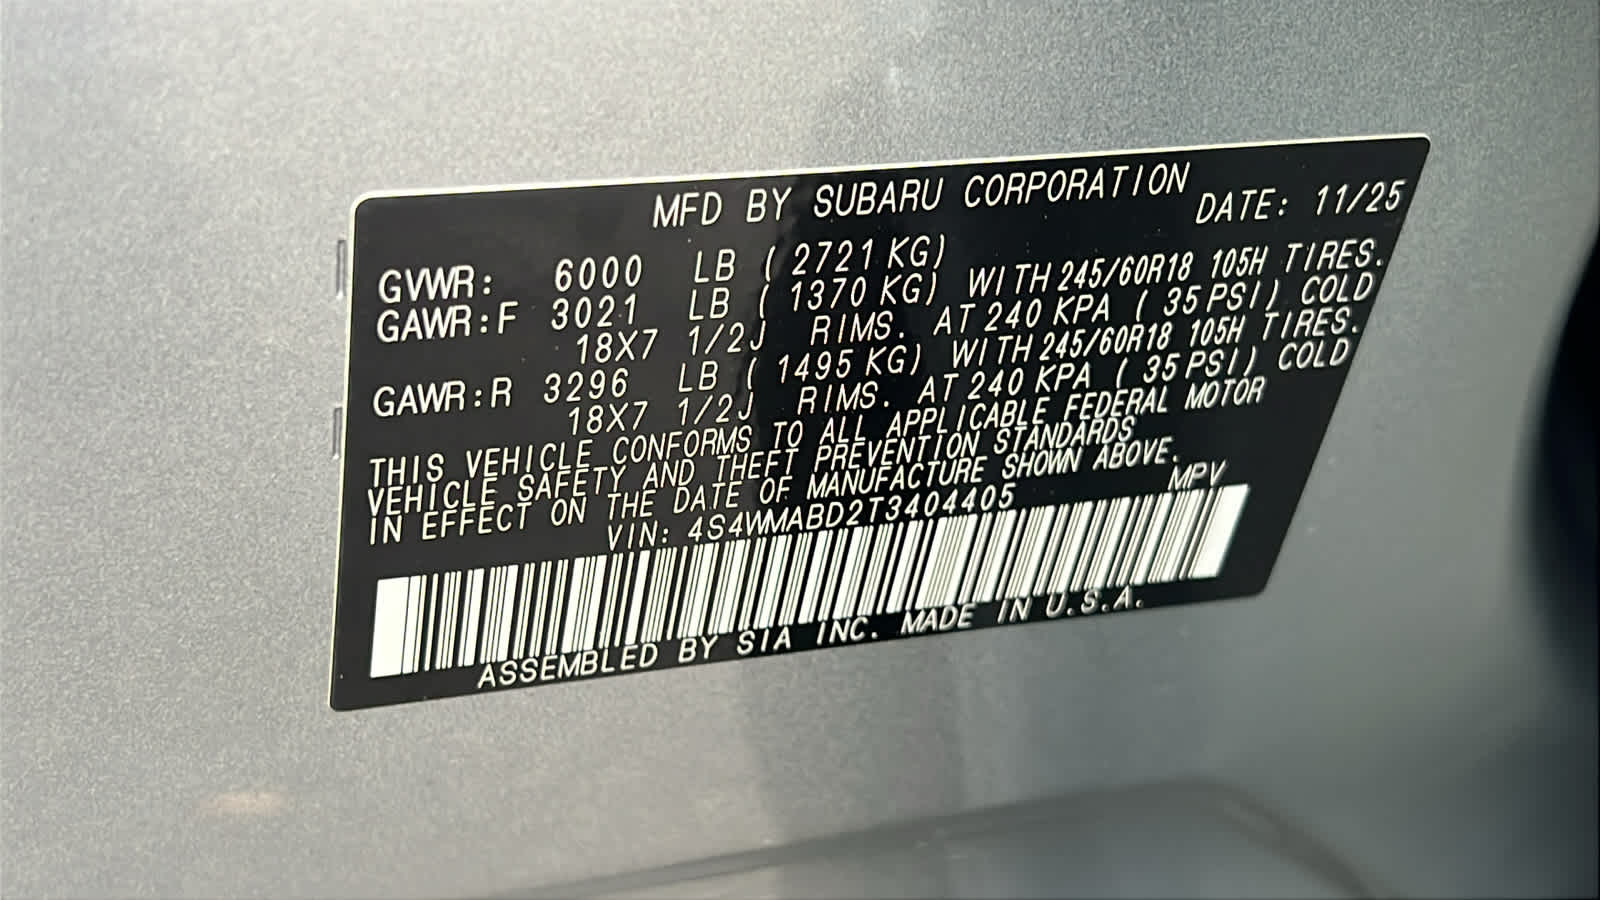 MFD BY SUBARU CORPORATION DATE: 11/25
GVWR: 6000 LB ( 2721 KG)
GAWR:F 3021 LB ( 1370 KG) WITH 245/60R18 105H TIRES.
18X7 1/2J RIMS. AT 240 KPA ( 35 PSI) COLD
GAWR:R 3296 LB ( 1495 KG) WITH 245/60R18 105H TIRES.
18X7 1/2J RIMS. AT 240 KPA ( 35 PSI) COLD
THIS VEHICLE CONFORMS TO ALL APPLICABLE FEDERAL MOTOR
VEHICLE SAFETY AND THEFT PREVENTION STANDARDS
IN EFFECT ON THE DATE OF MANUFACTURE SHOWN ABOVE.
VIN: 4S4WMABD2T3404405 MPV
ASSEMBLED BY SIA INC. MADE IN U.S.A.